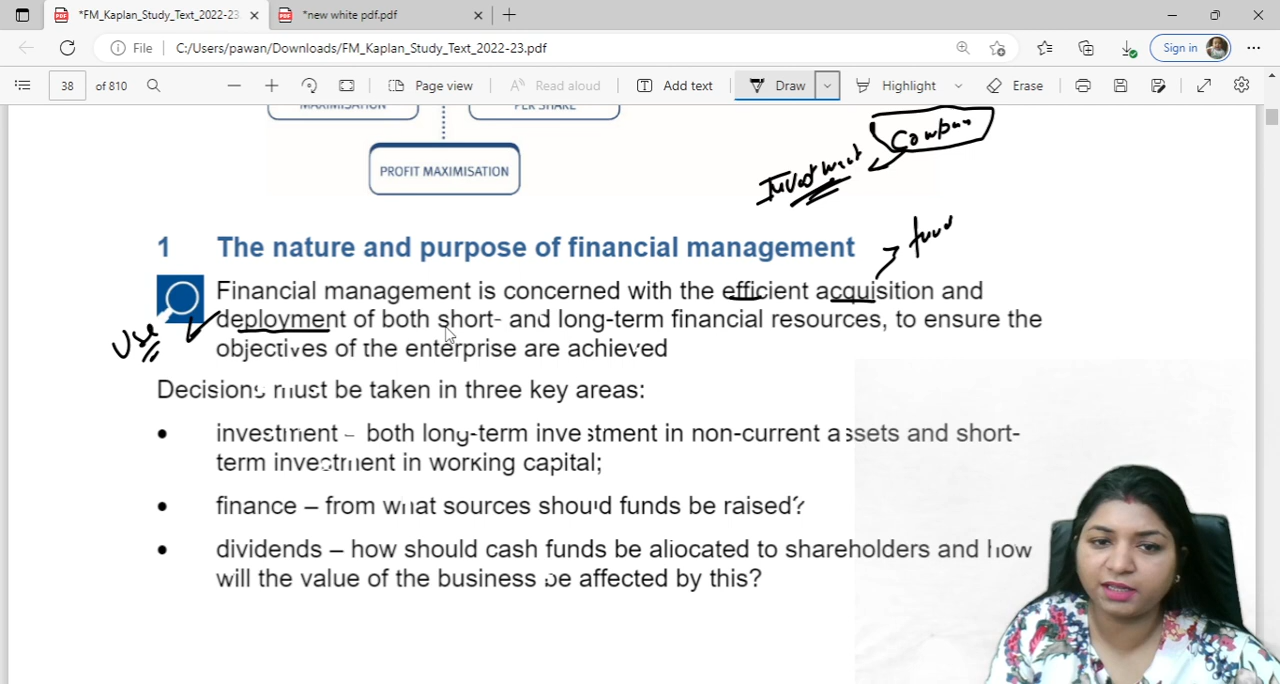 *FM_Kaplan_Study_Text_2022-23 *new white pdf.pdf
File C:/Users/pawan/Downloads/FM_Kaplan_Study_Text_2022-23.pdf Sign in
38 of 810 Page view Read aloud Add text Draw Highlight Erase
MAXIMISATION PER SHARE
PROFIT MAXIMISATION
Investment
1 The nature and purpose of financial management
Financial management is concerned with the efficient acquisition and
deployment of both short- and long-term financial resources, to ensure the
Use
objectives of the enterprise are achieved
Decisions must be taken in three key areas:
• investment – both long-term investment in non-current assets and short-
term investment in working capital;
• finance – from what sources should funds be raised?
• dividends – how should cash funds be allocated to shareholders and how
will the value of the business be affected by this?